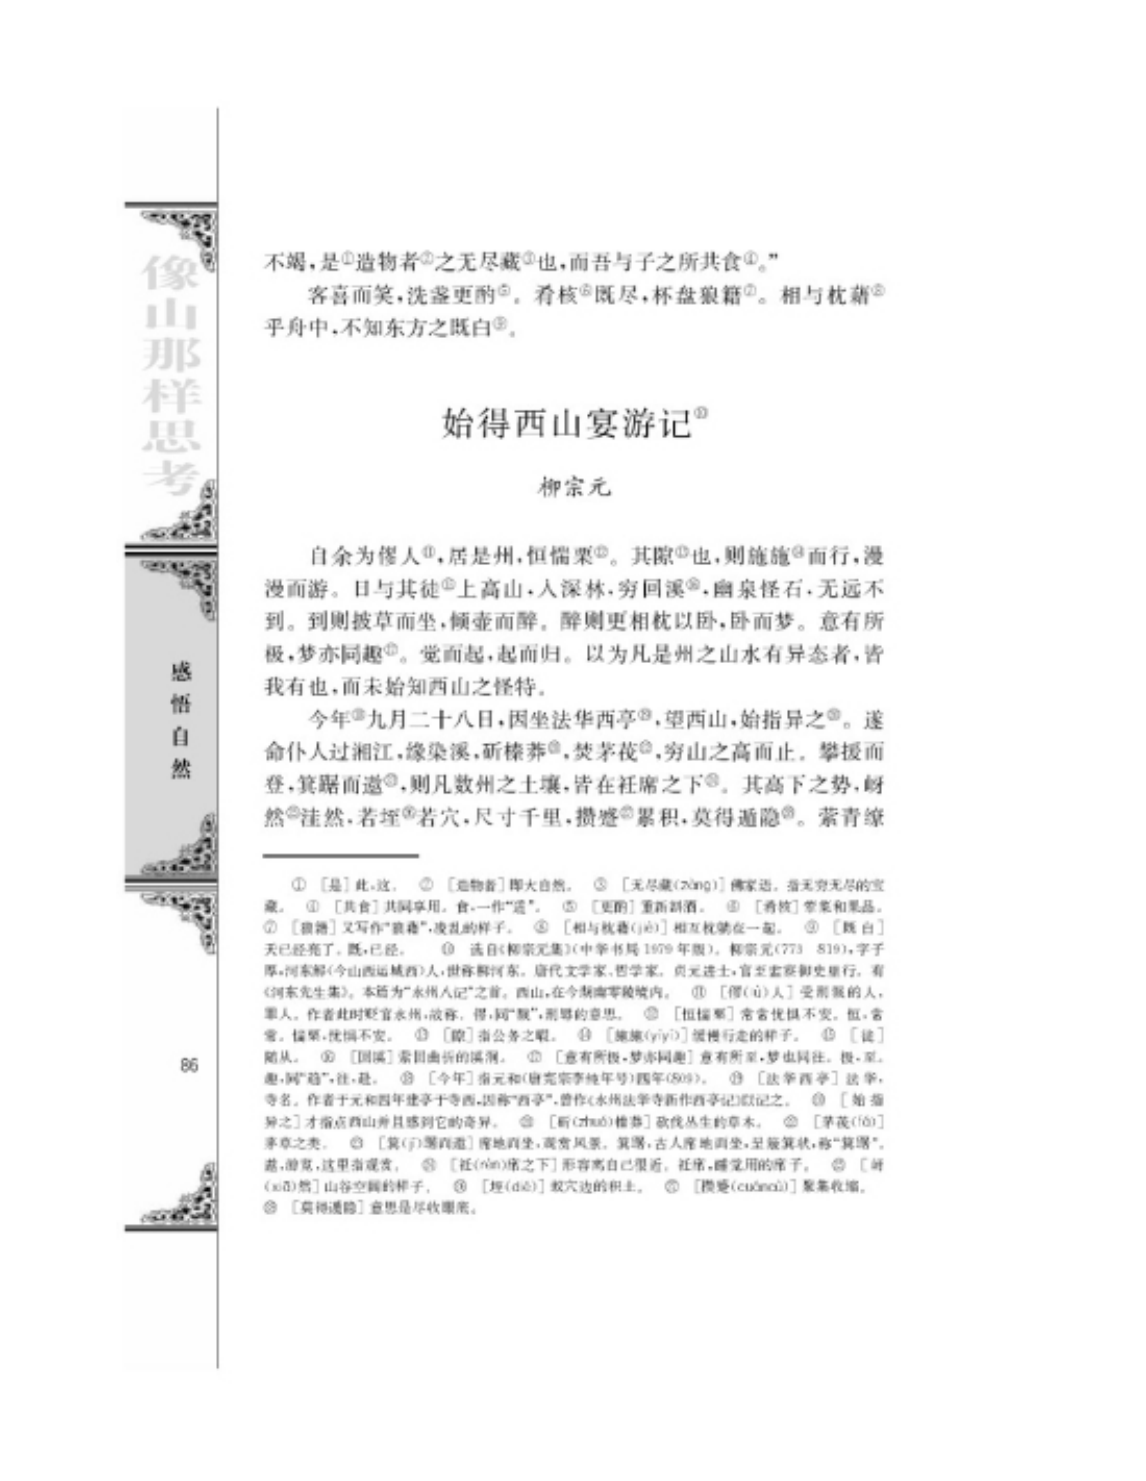 像山那样思考
感悟自然
86
不竭，是①造物者②之无尽藏③也，而吾与子之所共食④。”
客喜而笑，洗盏更酌⑤。肴核⑥既尽，杯盘狼籍⑦。相与枕藉⑧
乎舟中，不知东方之既白⑨。
始得西山宴游记⑩
柳宗元
自余为僇人⑪，居是州，恒惴栗⑫。其隙⑬也，则施施⑭而行，漫
漫而游。日与其徒⑮上高山，入深林，穷回溪⑯，幽泉怪石，无远不
到。到则披草而坐，倾壶而醉。醉则更相枕以卧，卧而梦。意有所
极，梦亦同趣⑰。觉而起，起而归。以为凡是州之山水有异态者，皆
我有也，而未始知西山之怪特。
今年⑱九月二十八日，因坐法华西亭⑲，望西山，始指异之⑳。遂
命仆人过湘江，缘染溪，斫榛莽㉑，焚茅茷㉒，穷山之高而止。攀援而
登，箕踞而遨㉓，则凡数州之土壤，皆在衽席之下㉔。其高下之势，岈
然㉕洼然，若垤㉖若穴，尺寸千里，攒蹙㉗累积，莫得遁隐㉘。萦青缭
① ［是］此，这。 ② ［造物者］即大自然。 ③ ［无尽藏(zàng)］佛家语。指无穷无尽的宝
藏。 ④ ［共食］共同享用。食，一作“适”。 ⑤ ［更酌］重新斟酒。 ⑥ ［肴核］荤菜和果品。
⑦ ［狼籍］又写作“狼藉”，凌乱的样子。 ⑧ ［相与枕藉(jiè)］相互枕躺在一起。 ⑨ ［既白］
天已经亮了。既，已经。 ⑩ 选自《柳宗元集》(中华书局1979年版)。柳宗元(773 819)，字子
厚，河东解(今山西运城西)人，世称柳河东。唐代文学家、哲学家。贞元进士，官至监察御史里行。有
《河东先生集》。本篇为“永州八记”之首。西山，在今湖南零陵境内。 ⑪ ［僇(lù)人］受刑戮的人，
罪人。作者此时贬官永州，故称。僇，同“戮”，刑辱的意思。 ⑫ ［恒惴栗］常常忧惧不安。恒，常
常。惴栗，忧惧不安。 ⑬ ［隙］指公务之暇。 ⑭ ［施施(yíyí)］缓慢行走的样子。 ⑮ ［徒］
随从。 ⑯ ［回溪］萦回曲折的溪涧。 ⑰ ［意有所极，梦亦同趣］意有所至，梦也同往。极，至。
趣，同“趋”，往，赴。 ⑱ ［今年］指元和(唐宪宗李纯年号)四年(809)。 ⑲ ［法华西亭］法华，
寺名。作者于元和四年建亭于寺西，因称“西亭”，曾作《永州法华寺新作西亭记》以记之。 ⑳ ［始指
异之］才指点西山并且感到它的奇异。 ㉑ ［斫(zhuó)榛莽］砍伐丛生的草木。 ㉒ ［茅茷(fá)］
茅草之类。 ㉓ ［箕(jī)踞而遨］席地而坐，观赏风景。箕踞，古人席地而坐，呈簸箕状，称“箕踞”。
遨，游览，这里指观赏。 ㉔ ［衽(rèn)席之下］形容离自己很近。衽席，睡觉用的席子。 ㉕ ［岈
(xiā)然］山谷空阔的样子。 ㉖ ［垤(dié)］蚁穴边的积土。 ㉗ ［攒蹙(cuáncù)］聚集收缩。
㉘ ［莫得遁隐］意思是尽收眼底。